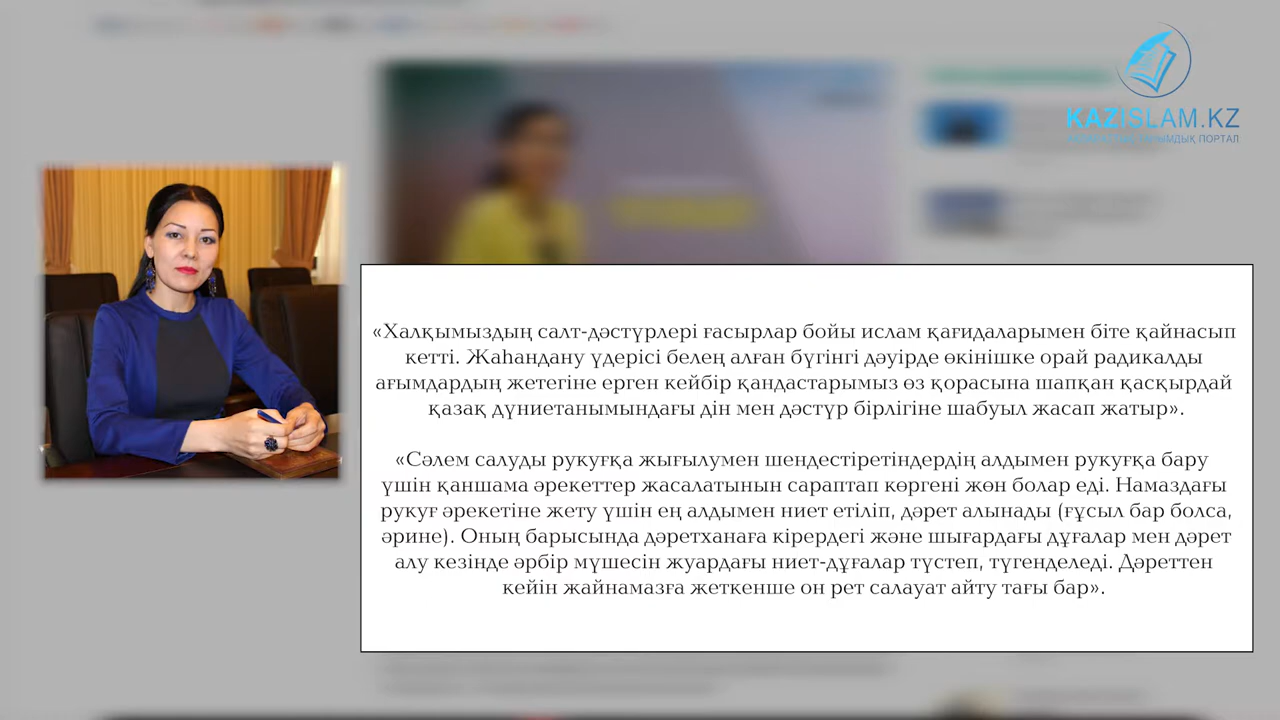 KAZISLAM.KZ
«Халқымыздың салт-дәстүрлері ғасырлар бойы ислам қағидаларымен біте қайнасып
кетті. Жаһандану үдерісі белең алған бүгінгі дәуірде өкінішке орай радикалды
ағымдардың жетегіне ерген кейбір қандастарымыз өз қорасына шапқан қасқырдай
қазақ дүниетанымындағы дін мен дәстүр бірлігіне шабуыл жасап жатыр».
«Сәлем салуды рукуғқа жығылумен шендестіретіндердің алдымен рукуғқа бару
үшін қаншама әрекеттер жасалатынын сараптап көргені жөн болар еді. Намаздағы
рукуғ әрекетіне жету үшін ең алдымен ниет етіліп, дәрет алынады (ғұсыл бар болса,
әрине). Оның барысында дәретханаға кірердегі және шығардағы дұғалар мен дәрет
алу кезінде әрбір мүшесін жуардағы ниет-дұғалар түстеп, түгенделеді. Дәреттен
кейін жайнамазға жеткенше он рет салауат айту тағы бар».